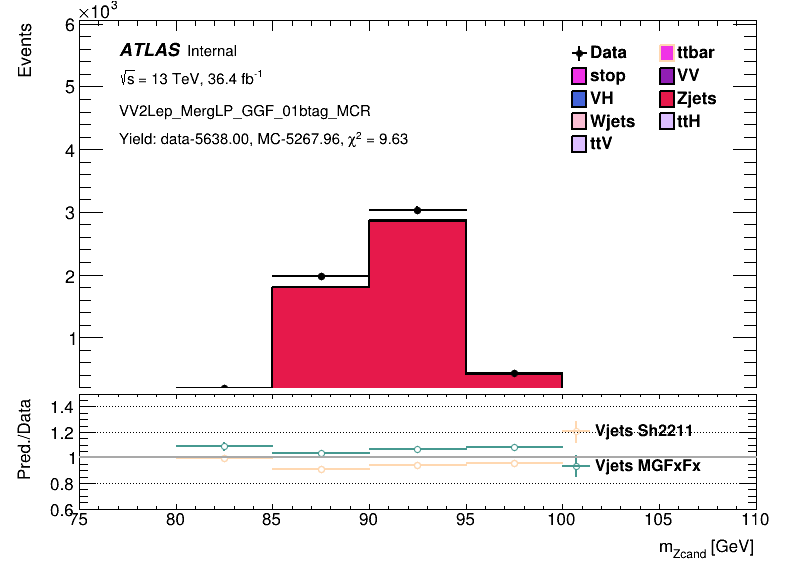 ×10³
Events
6
5
4
3
2
1
ATLAS Internal
√s = 13 TeV, 36.4 fb⁻¹
VV2Lep_MergLP_GGF_01btag_MCR
Yield: data-5638.00, MC-5267.96, χ² = 9.63
Data
ttbar
stop
VV
VH
Zjets
Wjets
ttH
ttV
Pred./Data
1.4
1.2
1
0.8
0.6
Vjets Sh2211
Vjets MGFxFx
75 80 85 90 95 100 105 110
m_Zcand [GeV]